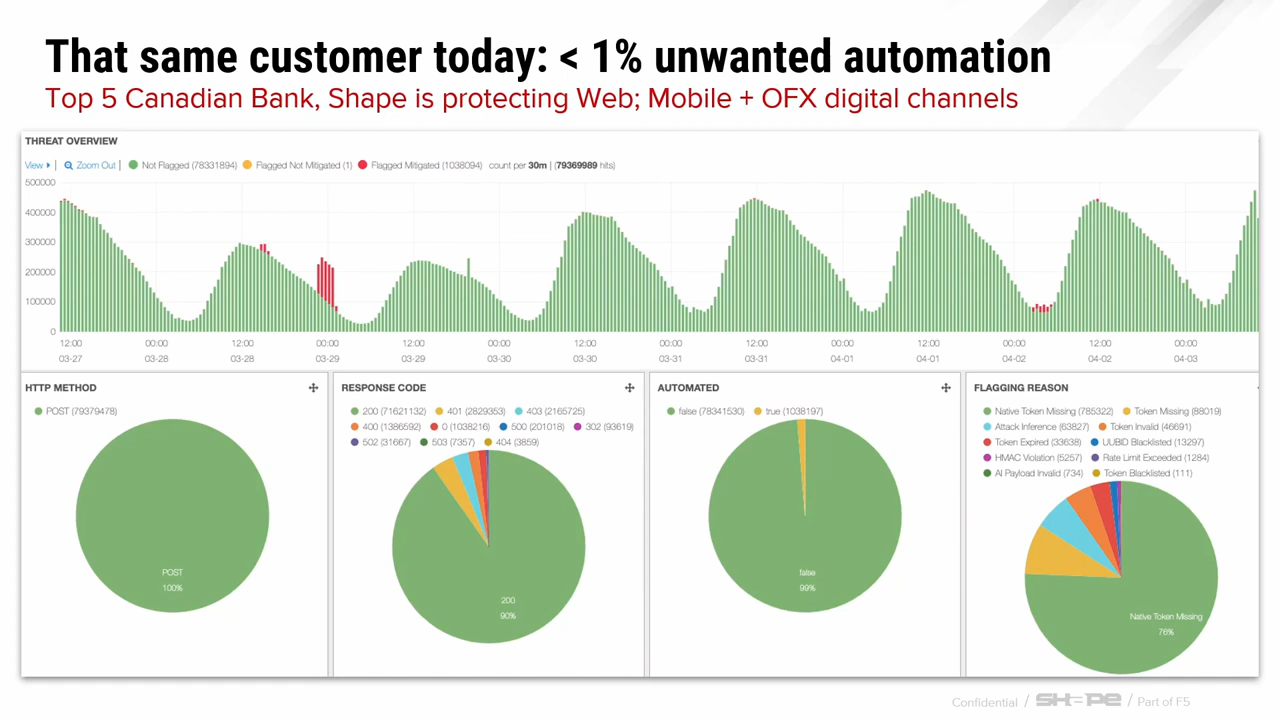 That same customer today: < 1% unwanted automation
Top 5 Canadian Bank, Shape is protecting Web; Mobile + OFX digital channels
THREAT OVERVIEW
View | Zoom Out | Not Flagged (78331894) Flagged Not Mitigated (1) Flagged Mitigated (1038094) count per 30m | (79369989 hits)
500000
400000
300000
200000
100000
0
12:00 00:00 12:00 00:00 12:00 00:00 12:00 00:00 12:00 00:00 12:00 00:00 12:00 00:00
03-27 03-28 03-28 03-29 03-29 03-30 03-30 03-31 03-31 04-01 04-01 04-02 04-02 04-03
HTTP METHOD
POST (79379478)
POST
100%
RESPONSE CODE
200 (71621132) 401 (2829353) 403 (2165725)
400 (1386592) 0 (1038216) 500 (201018) 302 (93619)
502 (31667) 503 (7357) 404 (3859)
200
90%
AUTOMATED
false (78341530) true (1038197)
false
99%
FLAGGING REASON
Native Token Missing (785322) Token Missing (88019)
Attack Inference (63827) Token Invalid (46691)
Token Expired (33638) UUBID Blacklisted (13297)
HMAC Violation (5257) Rate Limit Exceeded (1284)
AI Payload Invalid (734) Token Blacklisted (111)
Native Token Missing
76%
Confidential / SHAPE / Part of F5